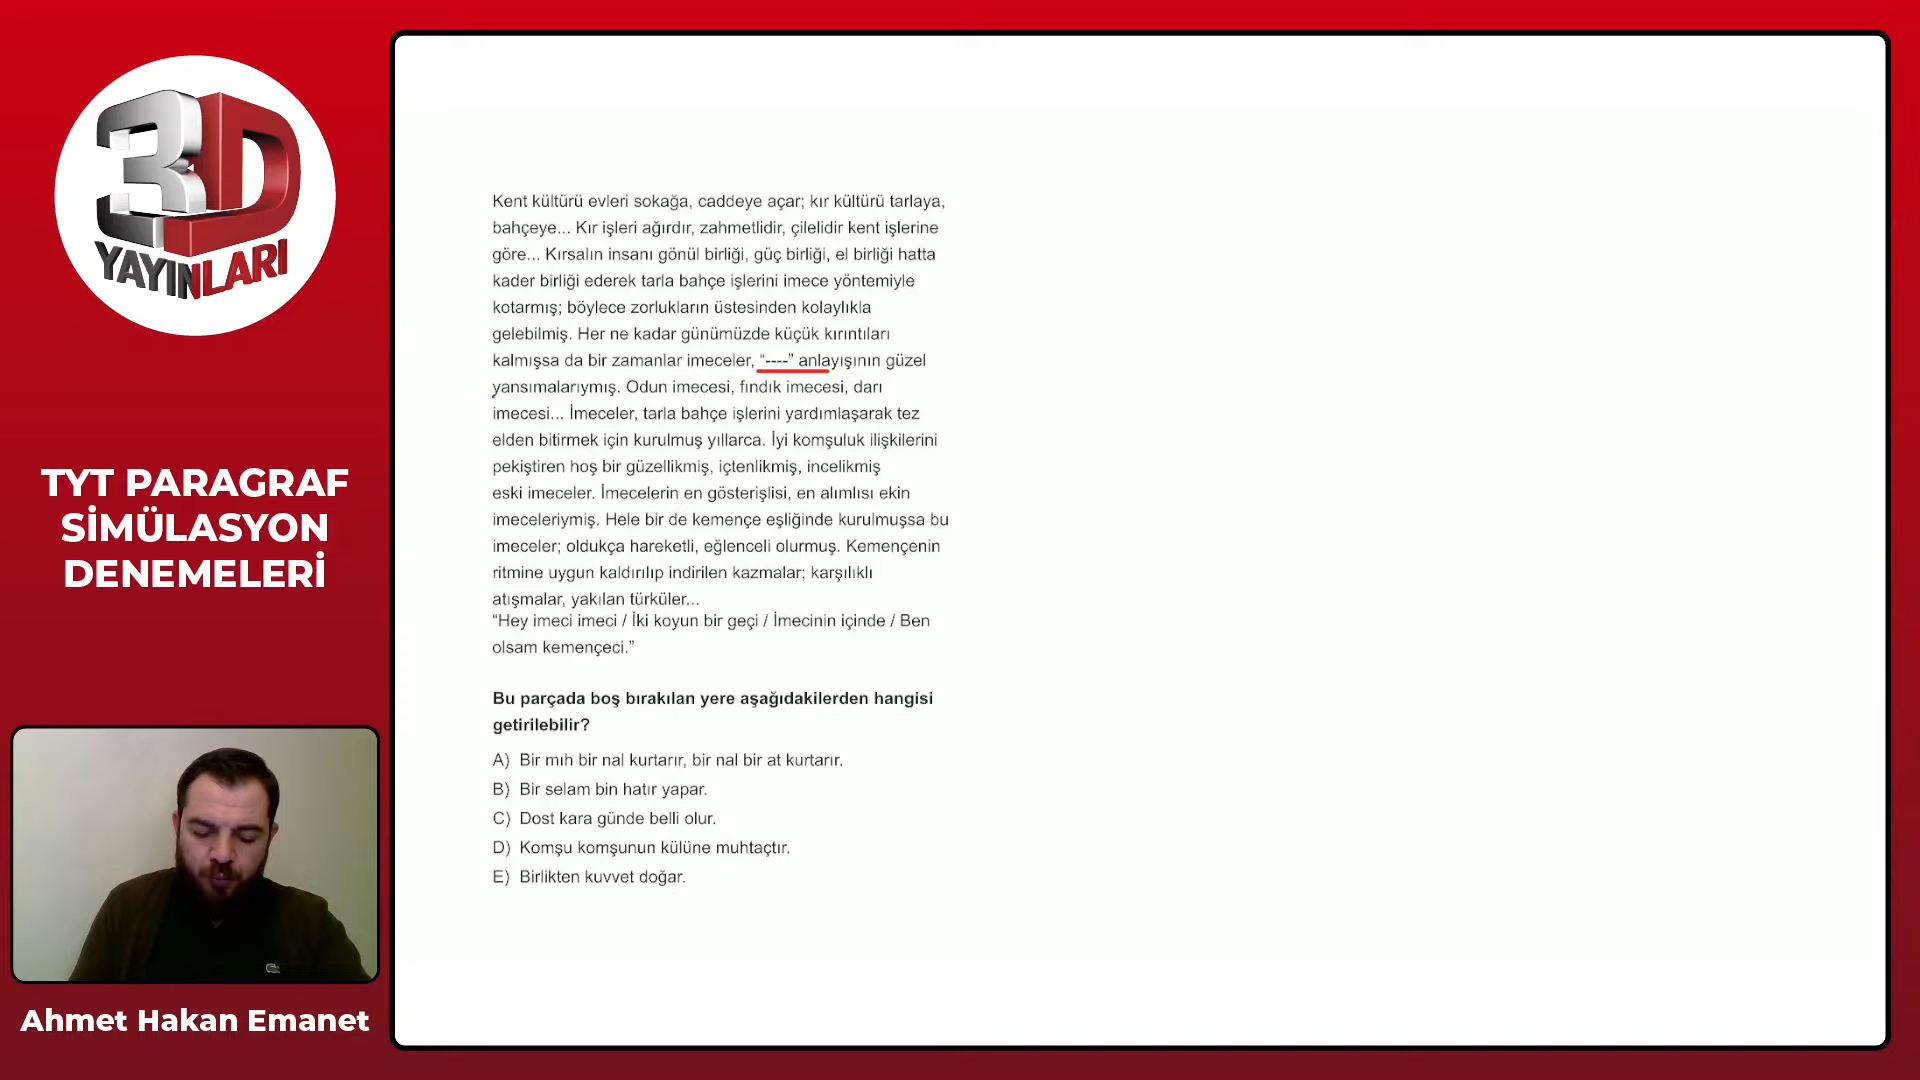 3D
YAYINLARI
TYT PARAGRAF
SİMÜLASYON
DENEMELERİ
Ahmet Hakan Emanet
Kent kültürü evleri sokağa, caddeye açar; kır kültürü tarlaya,
bahçeye... Kır işleri ağırdır, zahmetlidir, çilelidir kent işlerine
göre... Kırsalın insanı gönül birliği, güç birliği, el birliği hatta
kader birliği ederek tarla bahçe işlerini imece yöntemiyle
kotarmış; böylece zorlukların üstesinden kolaylıkla
gelebilmiş. Her ne kadar günümüzde küçük kırıntıları
kalmışsa da bir zamanlar imeceler, “----” anlayışının güzel
yansımalarıymış. Odun imecesi, fındık imecesi, darı
imecesi... İmeceler, tarla bahçe işlerini yardımlaşarak tez
elden bitirmek için kurulmuş yıllarca. İyi komşuluk ilişkilerini
pekiştiren hoş bir güzellikmiş, içtenlikmiş, incelikmiş
eski imeceler. İmecelerin en gösterişlisi, en alımlısı ekin
imeceleriymiş. Hele bir de kemençe eşliğinde kurulmuşsa bu
imeceler; oldukça hareketli, eğlenceli olurmuş. Kemençenin
ritmine uygun kaldırılıp indirilen kazmalar; karşılıklı
atışmalar, yakılan türküler...
“Hey imeci imeci / İki koyun bir geçi / İmecinin içinde / Ben
olsam kemençeci.”
Bu parçada boş bırakılan yere aşağıdakilerden hangisi
getirilebilir?
A) Bir mıh bir nal kurtarır, bir nal bir at kurtarır.
B) Bir selam bin hatır yapar.
C) Dost kara günde belli olur.
D) Komşu komşunun külüne muhtaçtır.
E) Birlikten kuvvet doğar.